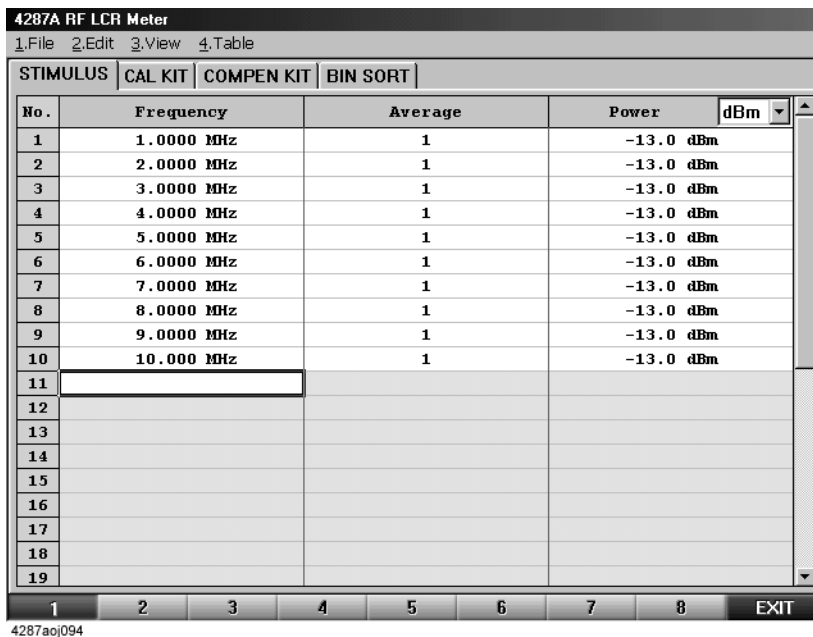 4287A RF LCR Meter
1.File 2.Edit 3.View 4.Table
STIMULUS CAL KIT COMPEN KIT BIN SORT
No. Frequency Average Power dBm
1 1.0000 MHz 1 -13.0 dBm
2 2.0000 MHz 1 -13.0 dBm
3 3.0000 MHz 1 -13.0 dBm
4 4.0000 MHz 1 -13.0 dBm
5 5.0000 MHz 1 -13.0 dBm
6 6.0000 MHz 1 -13.0 dBm
7 7.0000 MHz 1 -13.0 dBm
8 8.0000 MHz 1 -13.0 dBm
9 9.0000 MHz 1 -13.0 dBm
10 10.000 MHz 1 -13.0 dBm
11
12
13
14
15
16
17
18
19
1 2 3 4 5 6 7 8 EXIT
4287aoj094